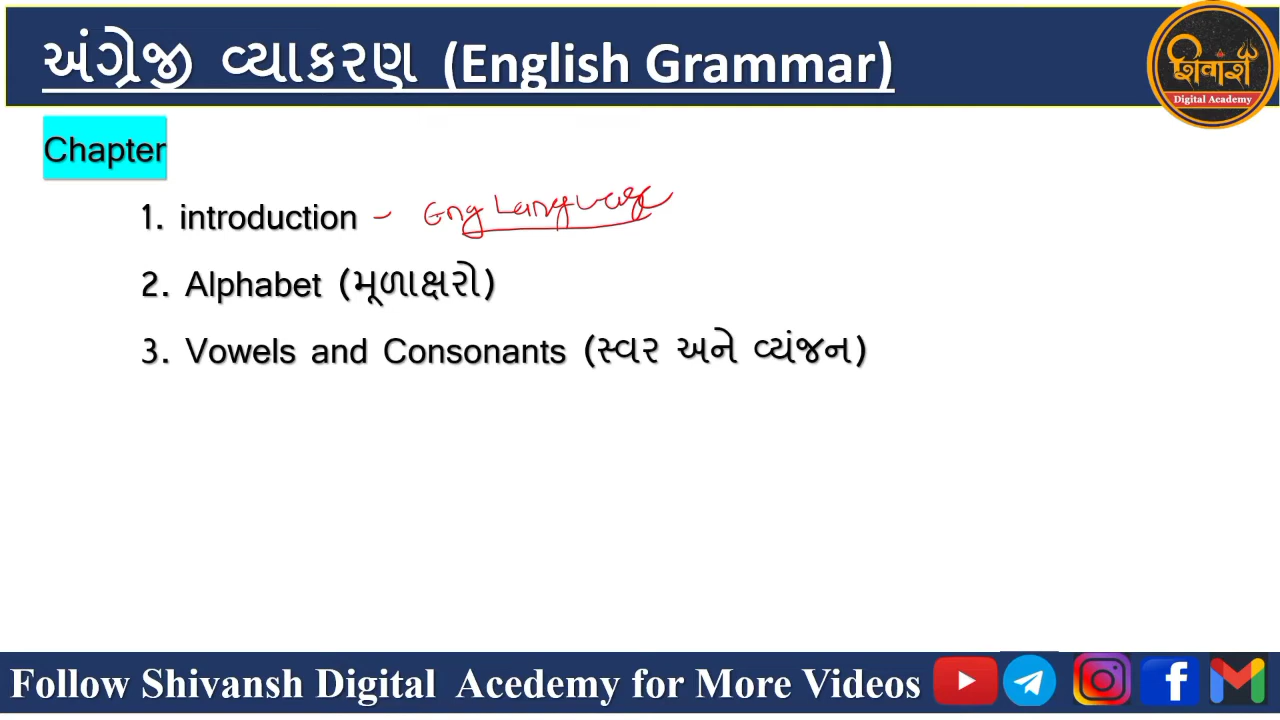 અંગ્રેજી વ્યાકરણ (English Grammar)
शिवांश
Digital Academy
Chapter
1. introduction - Eng Language
2. Alphabet (મૂળાક્ષરો)
3. Vowels and Consonants (સ્વર અને વ્યંજન)
Follow Shivansh Digital Acedemy for More Videos